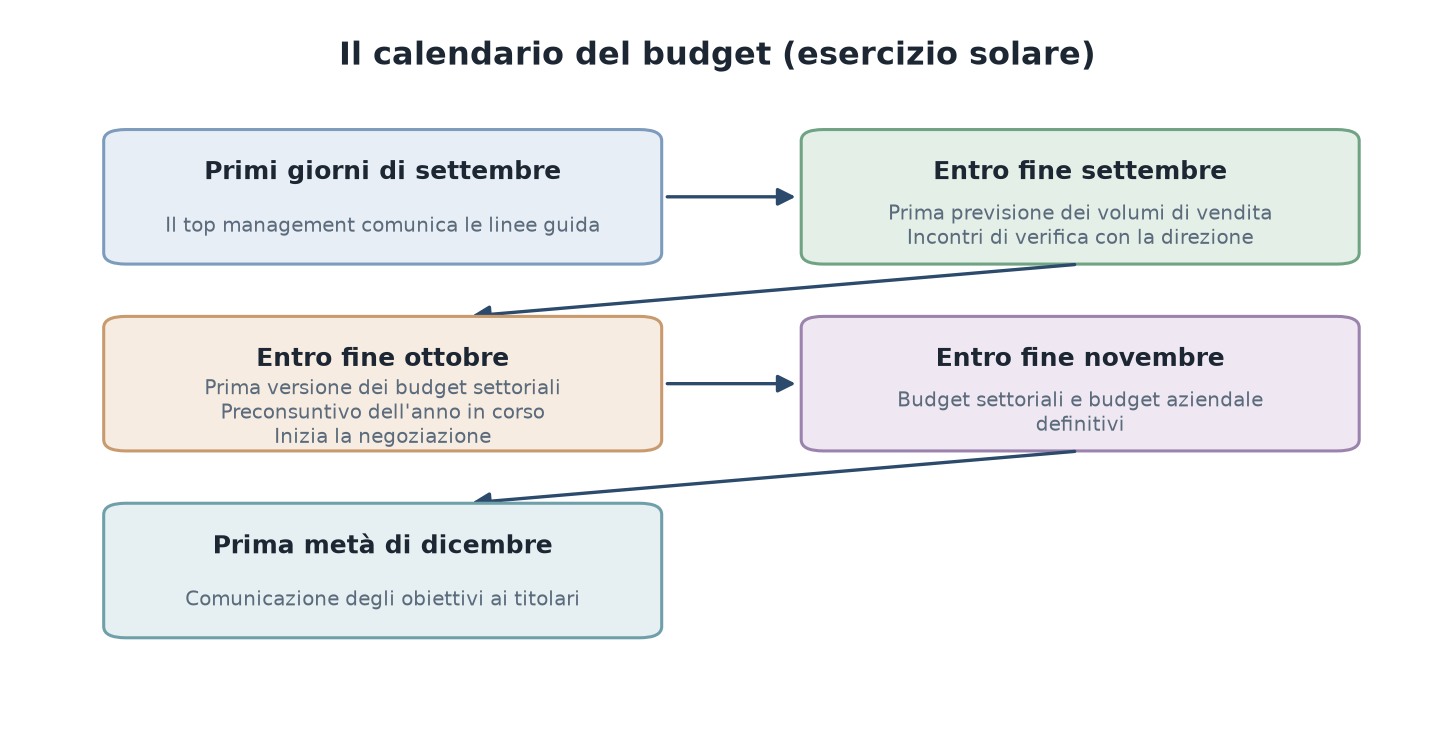 Il calendario del budget (esercizio solare)
Primi giorni di settembre
Il top management comunica le linee guida
Entro fine settembre
Prima previsione dei volumi di vendita
Incontri di verifica con la direzione
Entro fine ottobre
Prima versione dei budget settoriali
Preconsuntivo dell'anno in corso
Inizia la negoziazione
Entro fine novembre
Budget settoriali e budget aziendale
definitivi
Prima metà di dicembre
Comunicazione degli obiettivi ai titolari